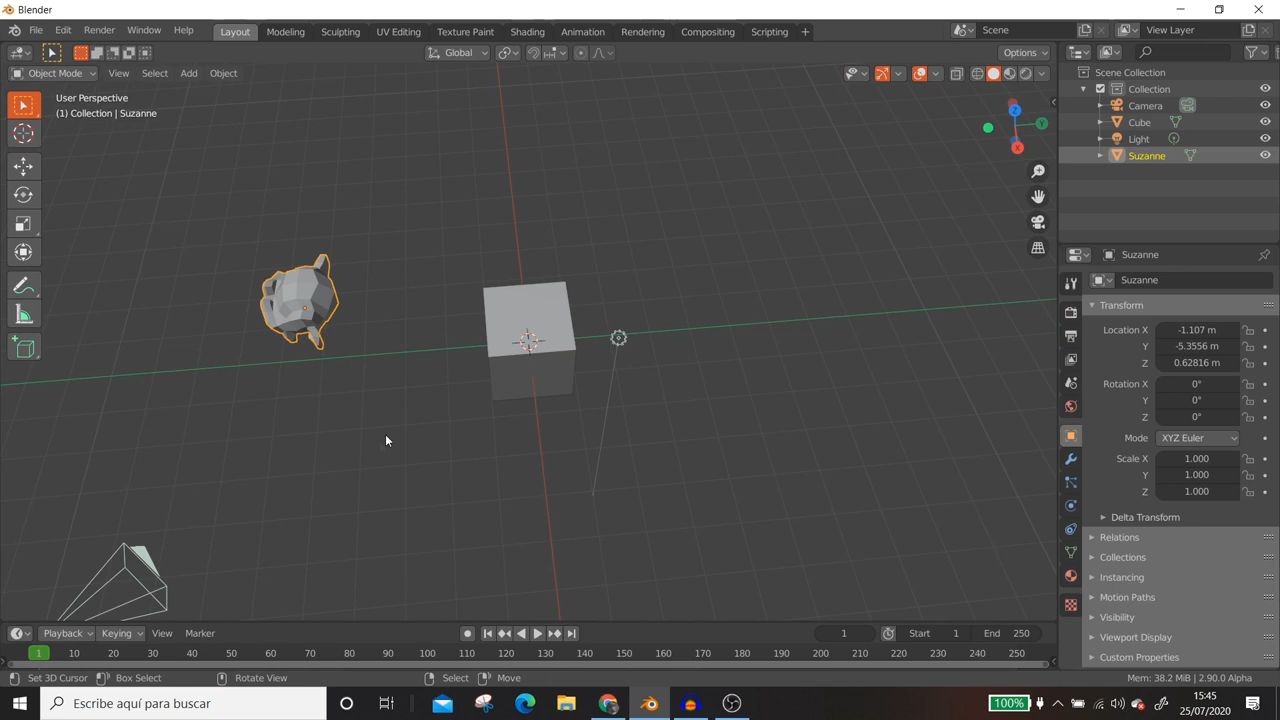 Blender
File Edit Render Window Help
Layout Modeling Sculpting UV Editing Texture Paint Shading Animation Rendering Compositing Scripting +
Scene
View Layer
Global
Options
Object Mode View Select Add Object
User Perspective
(1) Collection | Suzanne
Z
Y
X
Scene Collection
Collection
Camera
Cube
Light
Suzanne
Suzanne
Suzanne
Transform
Location X -1.107 m
Y -5.3556 m
Z 0.62816 m
Rotation X 0°
Y 0°
Z 0°
Mode XYZ Euler
Scale X 1.000
Y 1.000
Z 1.000
Delta Transform
Relations
Collections
Instancing
Motion Paths
Visibility
Viewport Display
Custom Properties
Playback Keying View Marker
1 Start 1 End 250
1 10 20 30 40 50 60 70 80 90 100 110 120 130 140 150 160 170 180 190 200 210 220 230 240 250
Set 3D Cursor Box Select Rotate View Select Move
Mem: 38.2 MiB | 2.90.0 Alpha
Escribe aquí para buscar
100%
15:45
25/07/2020